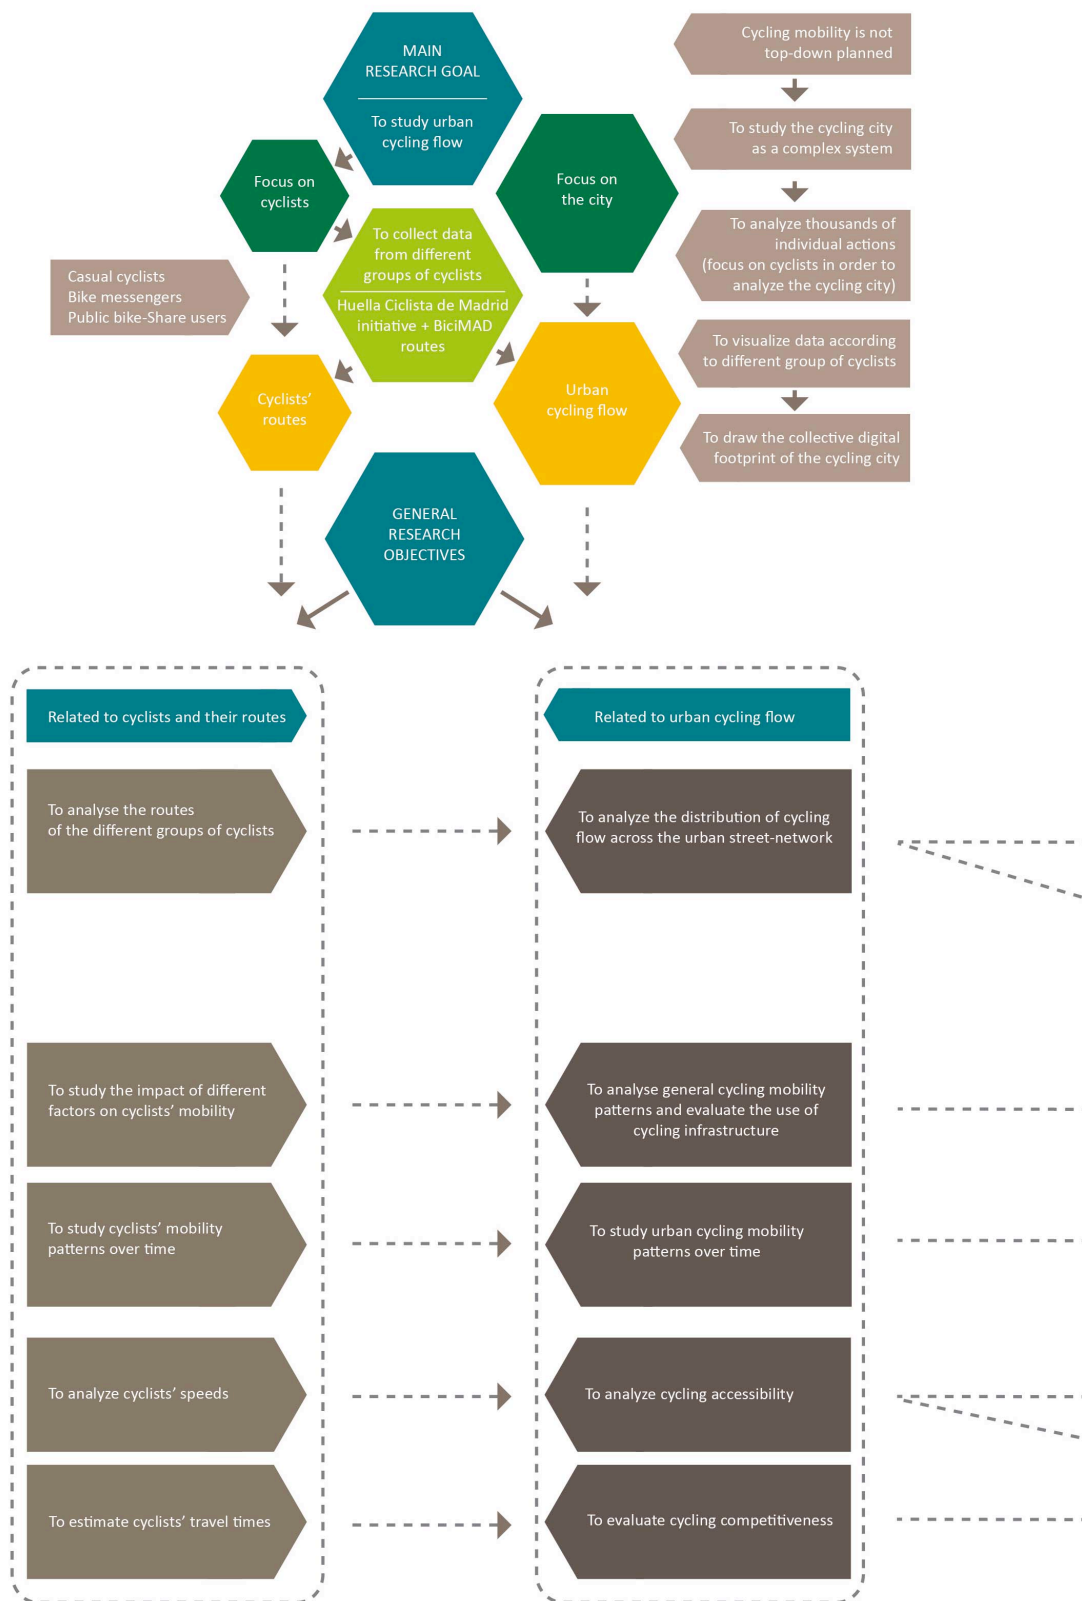 MAIN
RESEARCH GOAL
To study urban
cycling flow
Focus on
cyclists
Focus on
the city
To collect data
from different
groups of cyclists
Huella Ciclista de Madrid
initiative + BiciMAD
routes
Casual cyclists
Bike messengers
Public bike-Share users
Cyclists’
routes
Urban
cycling flow
Cycling mobility is not
top-down planned
To study the cycling city
as a complex system
To analyze thousands of
individual actions
(focus on cyclists in order to
analyze the cycling city)
To visualize data according
to different group of cyclists
To draw the collective digital
footprint of the cycling city
GENERAL
RESEARCH
OBJECTIVES
Related to cyclists and their routes
Related to urban cycling flow
To analyse the routes
of the different groups of cyclists
To analyze the distribution of cycling
flow across the urban street-network
To study the impact of different
factors on cyclists’ mobility
To analyse general cycling mobility
patterns and evaluate the use of
cycling infrastructure
To study cyclists’ mobility
patterns over time
To study urban cycling mobility
patterns over time
To analyze cyclists’ speeds
To analyze cycling accessibility
To estimate cyclists’ travel times
To evaluate cycling competitiveness